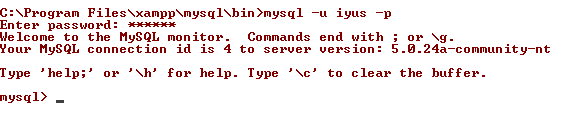 C:\Program Files\xampp\mysql\bin>mysql -u iyus -p
Enter password: ******
Welcome to the MySQL monitor.  Commands end with ; or \g.
Your MySQL connection id is 4 to server version: 5.0.24a-community-nt
Type 'help;' or '\h' for help. Type '\c' to clear the buffer.
mysql> _